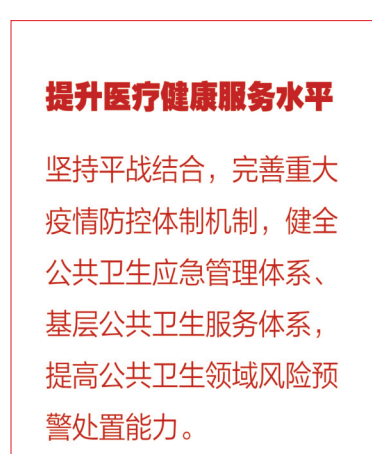 提升医疗健康服务水平
坚持平战结合，完善重大
疫情防控体制机制，健全
公共卫生应急管理体系、
基层公共卫生服务体系，
提高公共卫生领域风险预
警处置能力。